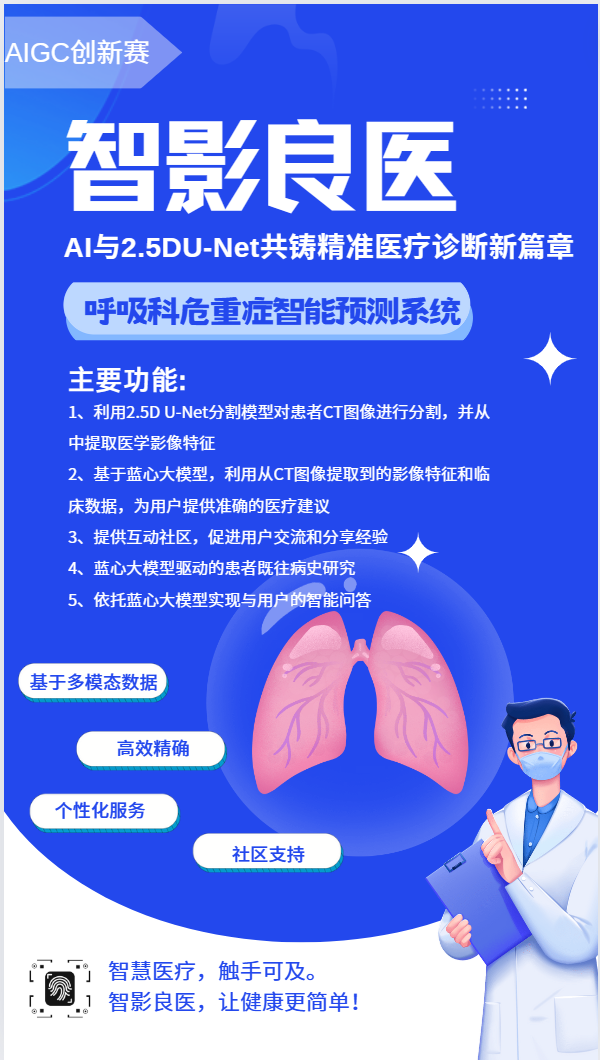 AIGC创新赛
智影良医
AI与2.5DU-Net共铸精准医疗诊断新篇章
呼吸科危重症智能预测系统
主要功能:
1、利用2.5D U-Net分割模型对患者CT图像进行分割，并从
中提取医学影像特征
2、基于蓝心大模型，利用从CT图像提取到的影像特征和临
床数据，为用户提供准确的医疗建议
3、提供互动社区，促进用户交流和分享经验
4、蓝心大模型驱动的患者既往病史研究
5、依托蓝心大模型实现与用户的智能问答
基于多模态数据
高效精确
个性化服务
社区支持
智慧医疗，触手可及。
智影良医，让健康更简单！